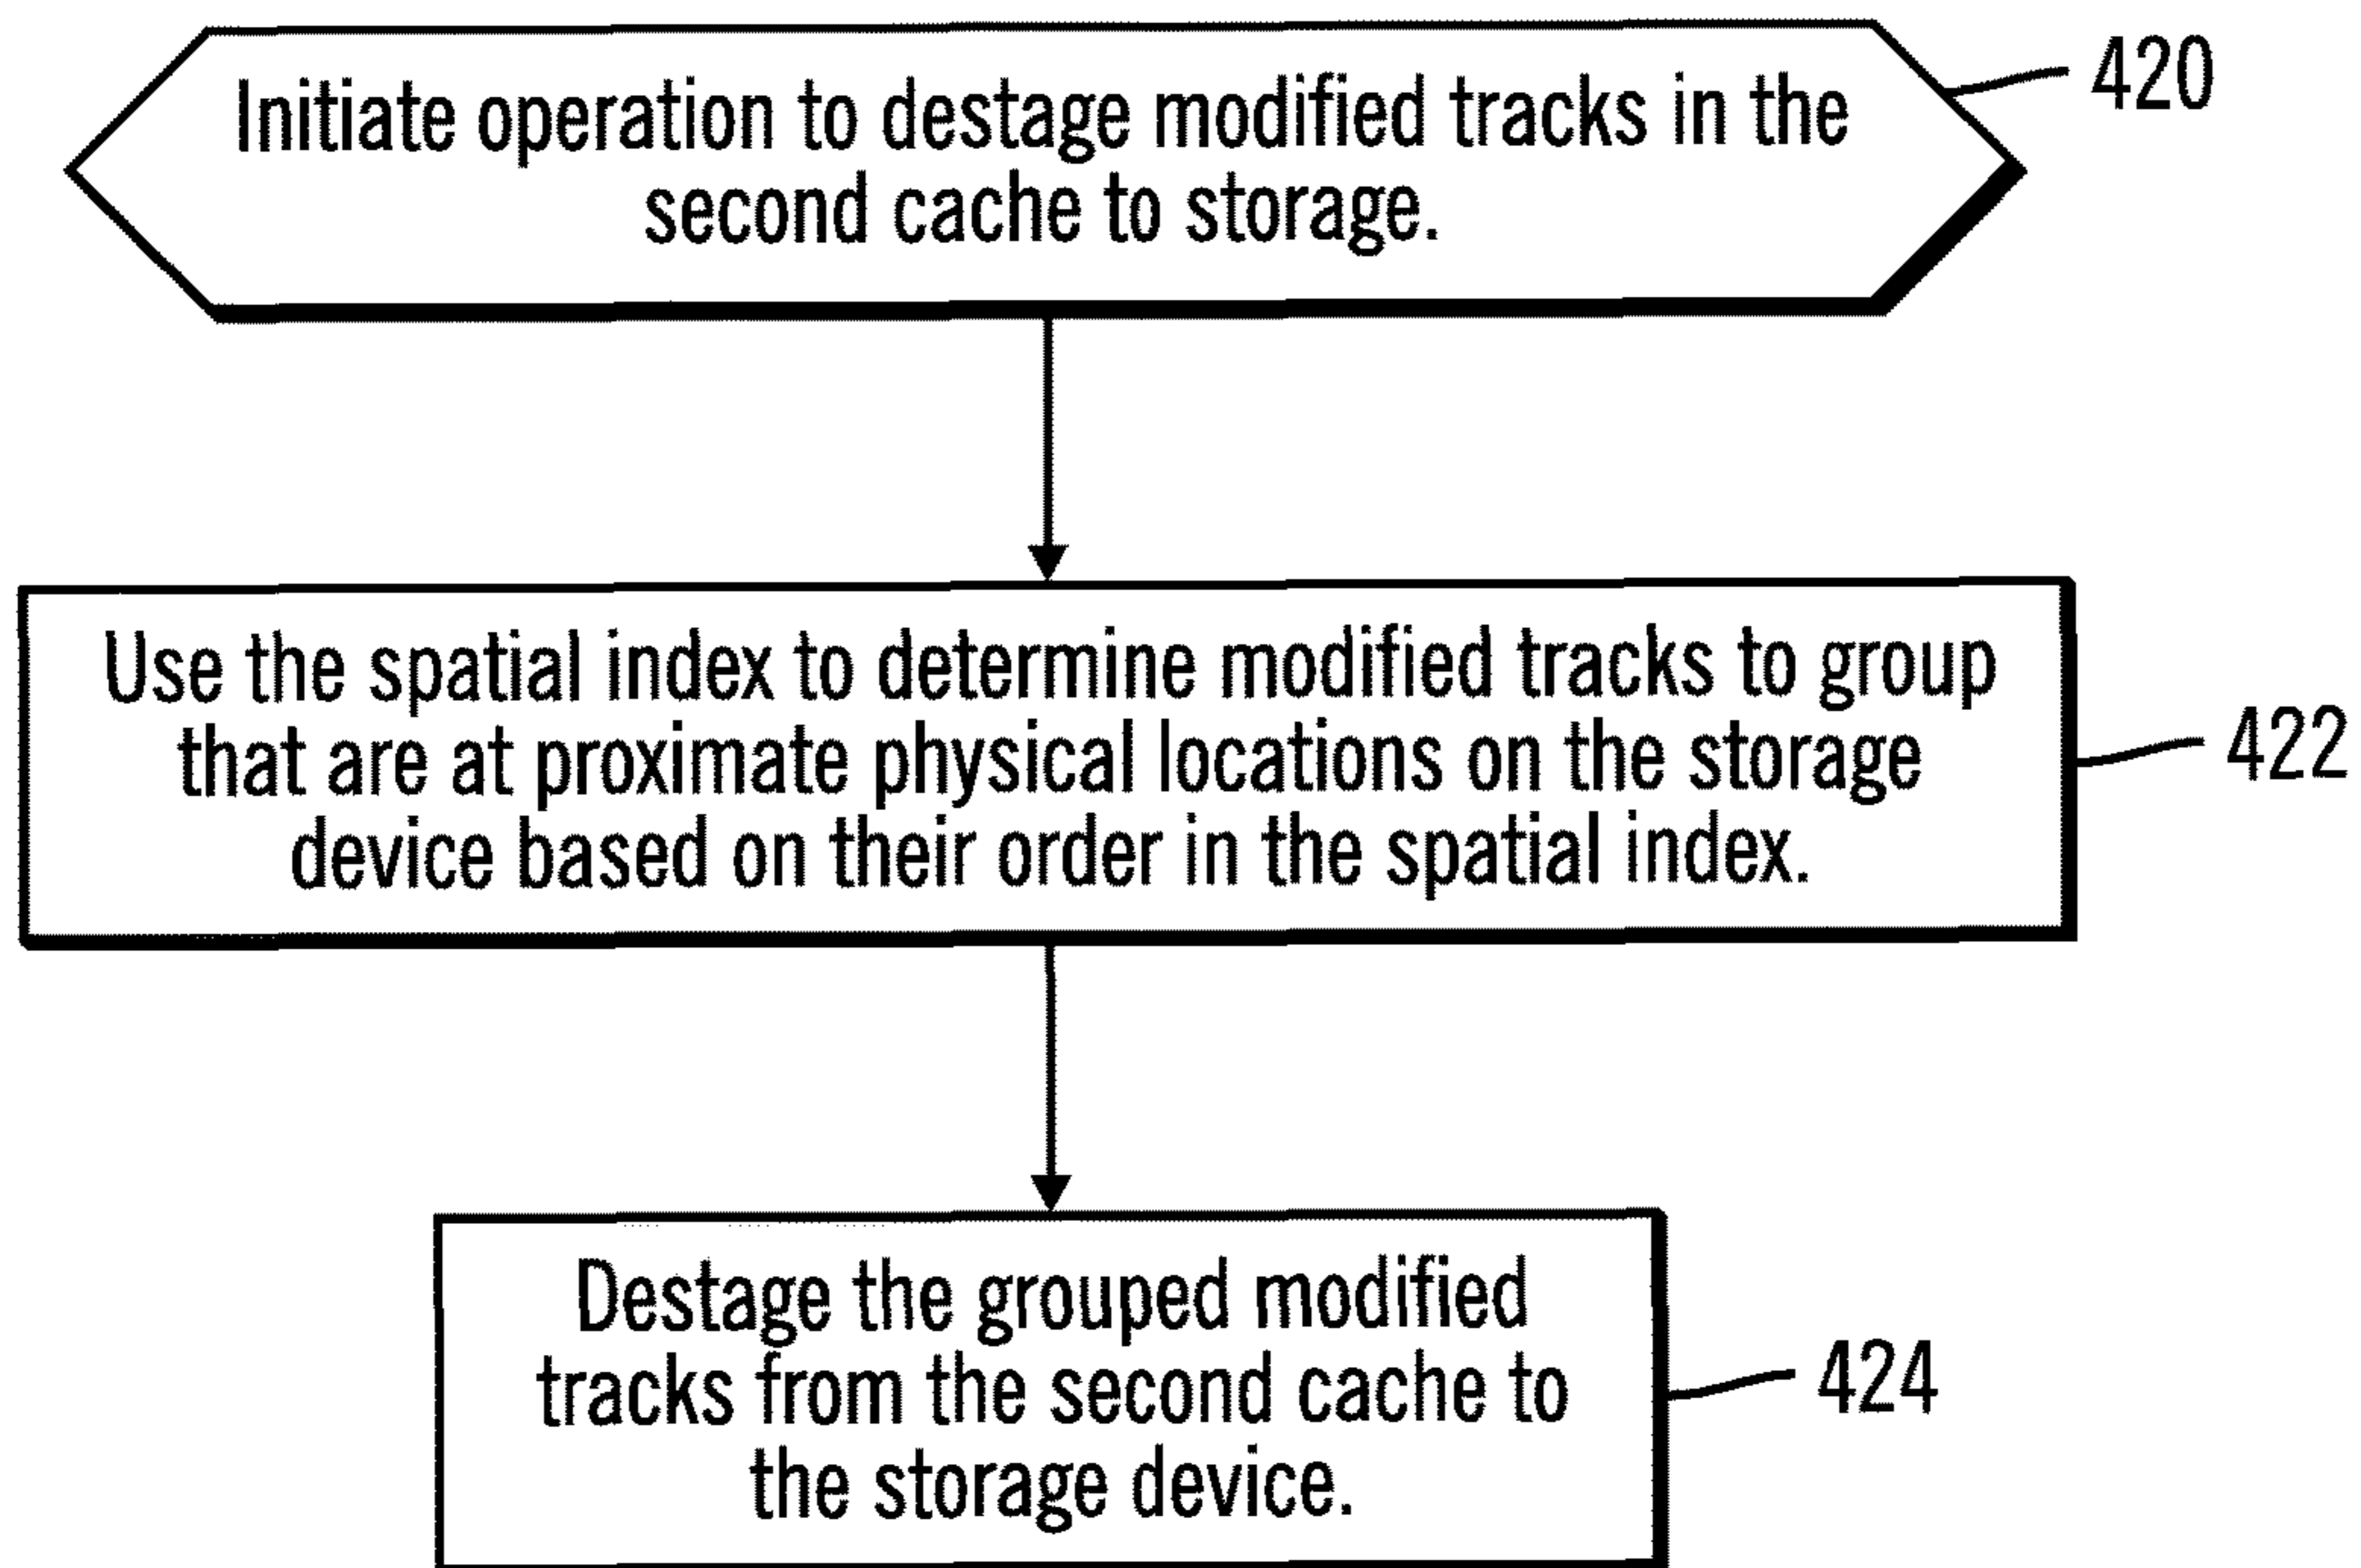 Initiate operation to destage modified tracks in the
second cache to storage.
420
Use the spatial index to determine modified tracks to group
that are at proximate physical locations on the storage
device based on their order in the spatial index.
422
Destage the grouped modified
tracks from the second cache to
the storage device.
424